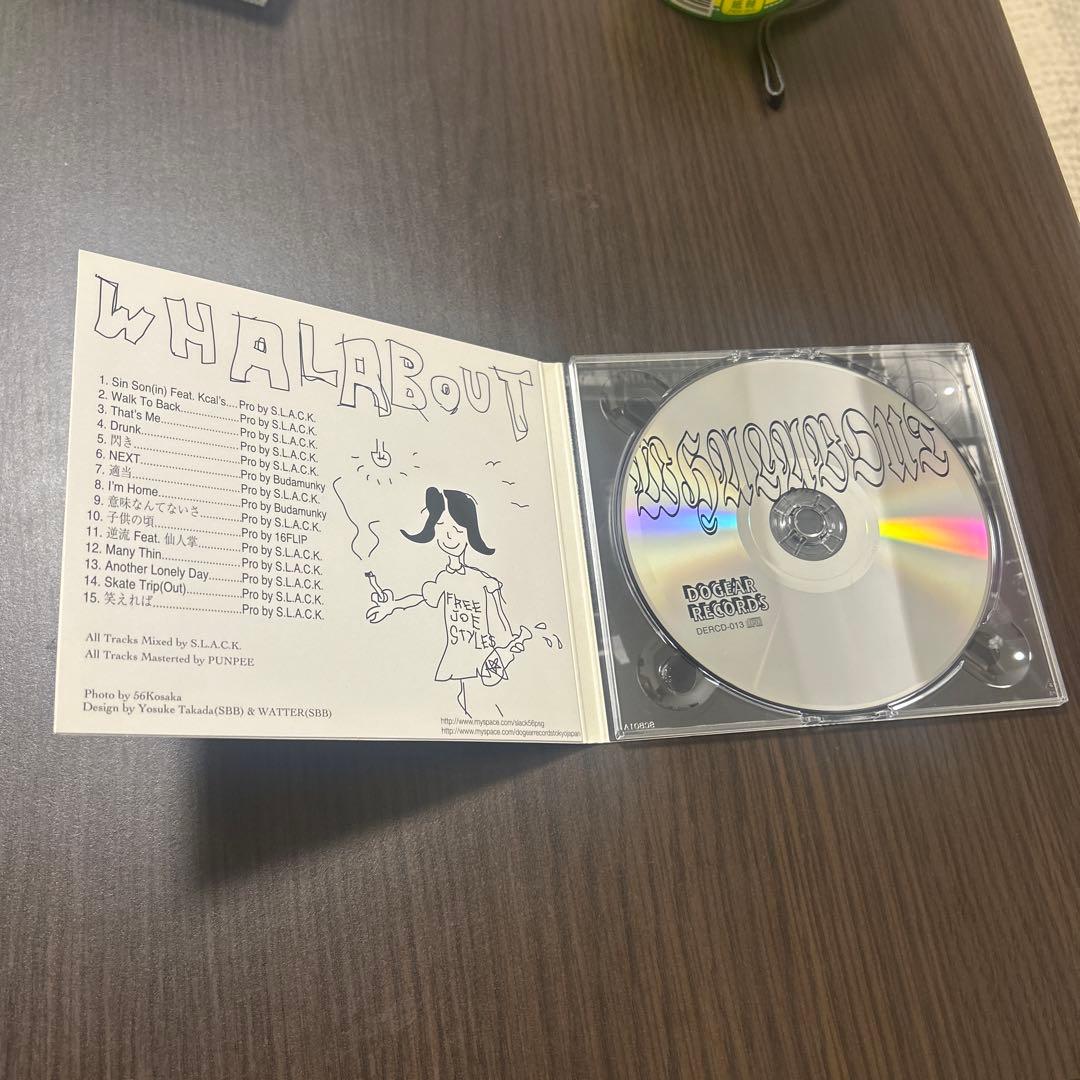 WHALABOUT
1. Sin Son(in) Feat. Kcal's....Pro by S.L.A.C.K.
2. Walk To Back..................Pro by S.L.A.C.K.
3. That's Me........................Pro by S.L.A.C.K.
4. Drunk..............................Pro by S.L.A.C.K.
5. 閃き................................Pro by S.L.A.C.K.
6. NEXT..............................Pro by Budamunky
7. 適当................................Pro by S.L.A.C.K.
8. I'm Home.........................Pro by Budamunky
9. 意味なんてないさ............Pro by S.L.A.C.K.
10. 子供の頃..........................Pro by 16FLIP
11. 逆流 Feat. 仙人掌.............Pro by S.L.A.C.K.
12. Many Thin.......................Pro by S.L.A.C.K.
13. Another Lonely Day..........Pro by S.L.A.C.K.
14. Skate Trip(Out)................Pro by S.L.A.C.K.
15. 笑えれば..........................Pro by S.L.A.C.K.
All Tracks Mixed by S.L.A.C.K.
All Tracks Masterted by PUNPEE
Photo by 56Kosaka
Design by Yosuke Takada(SBB) & WATTER(SBB)
FREE
JOE
STYLES
http://www.myspace.com/slack56psg
http://www.myspace.com/dogearrecordstokyojapan
WHALABOUT
DOGEAR
RECORDS
DERCD-013